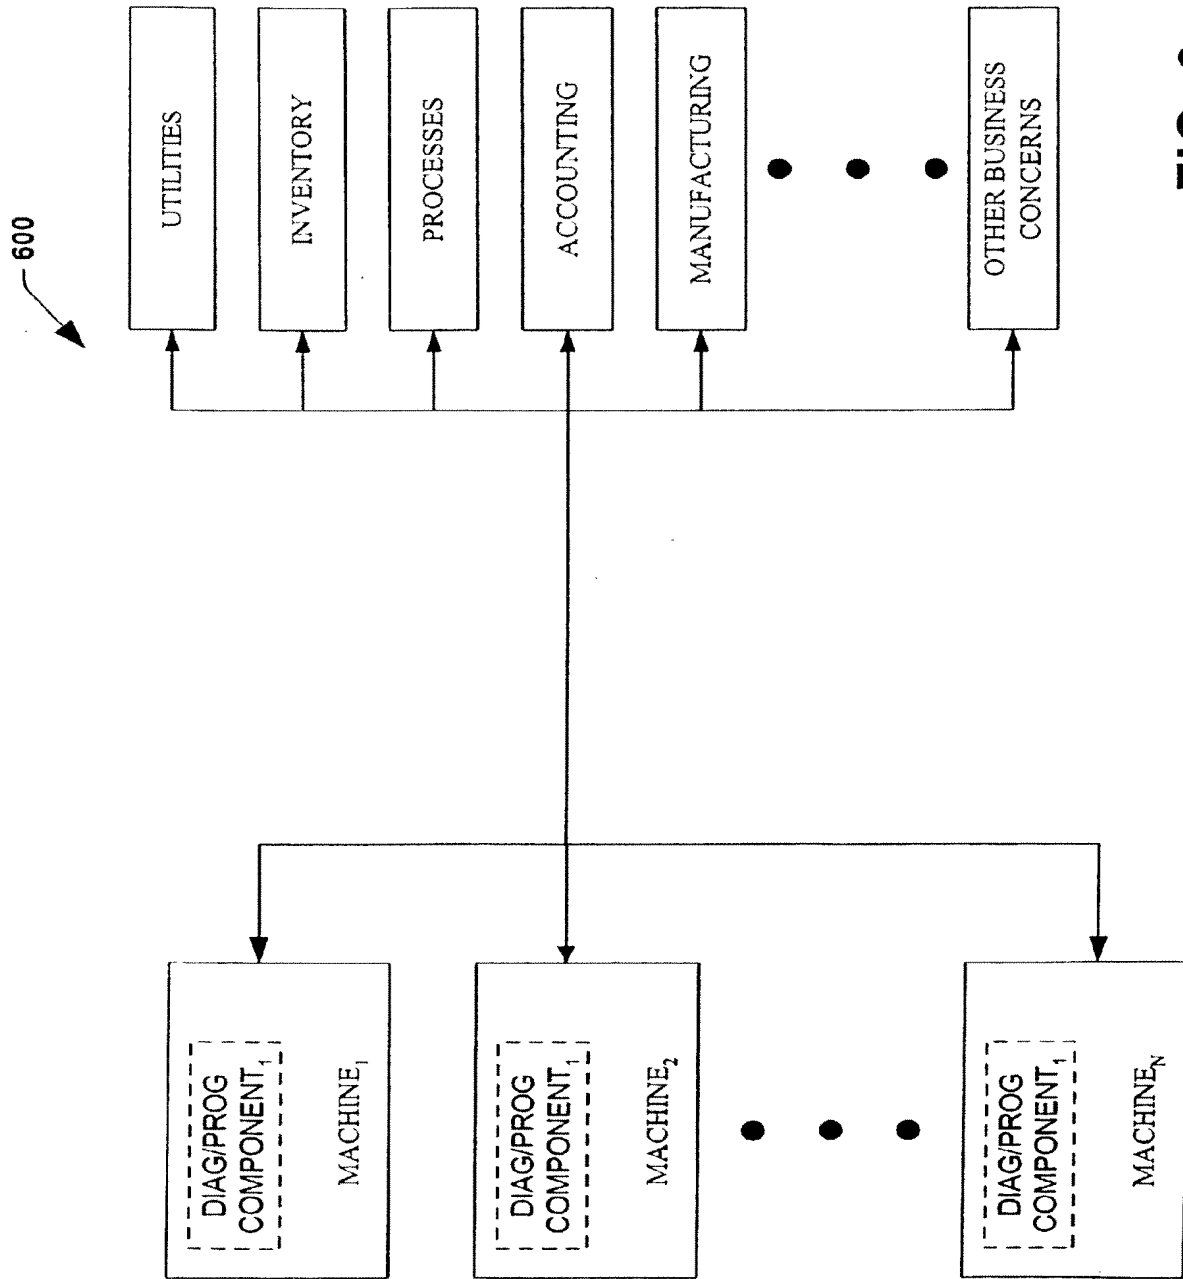 600
UTILITIES
INVENTORY
PROCESSES
ACCOUNTING
MANUFACTURING
OTHER BUSINESS
CONCERNS
DIAG/PROG
COMPONENT₁
MACHINE₁
DIAG/PROG
COMPONENT₁
MACHINE₂
DIAG/PROG
COMPONENT₁
MACHINE_N